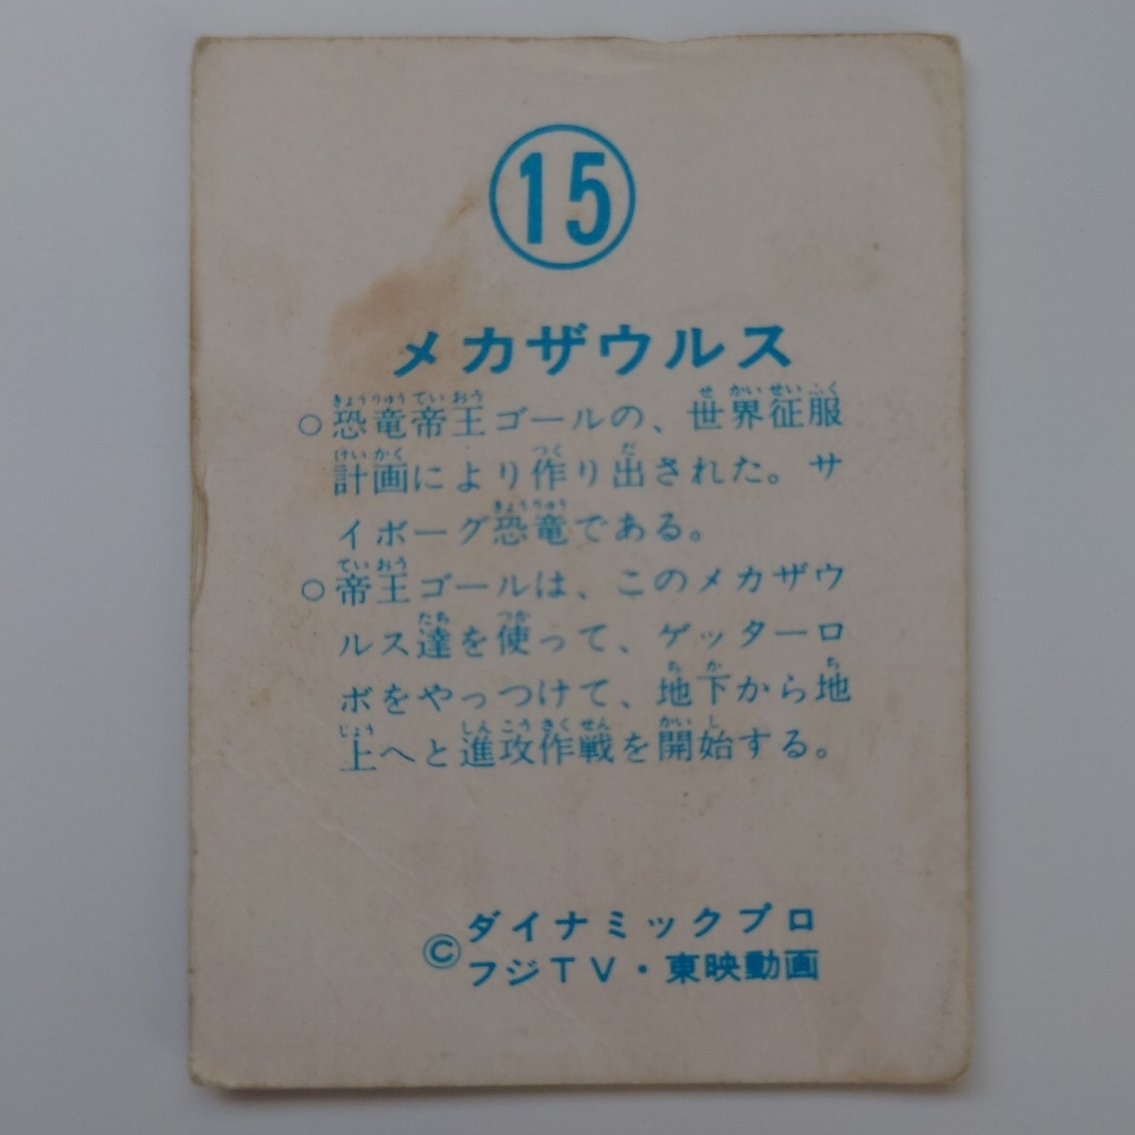 15
メカザウルス
○恐竜帝王ゴールの、世界征服
計画により作り出された。サ
イボーグ恐竜である。
○帝王ゴールは、このメカザウ
ルス達を使って、ゲッターロ
ボをやっつけて、地下から地
上へと進攻作戦を開始する。
©ダイナミックプロ
フジTV・東映動画